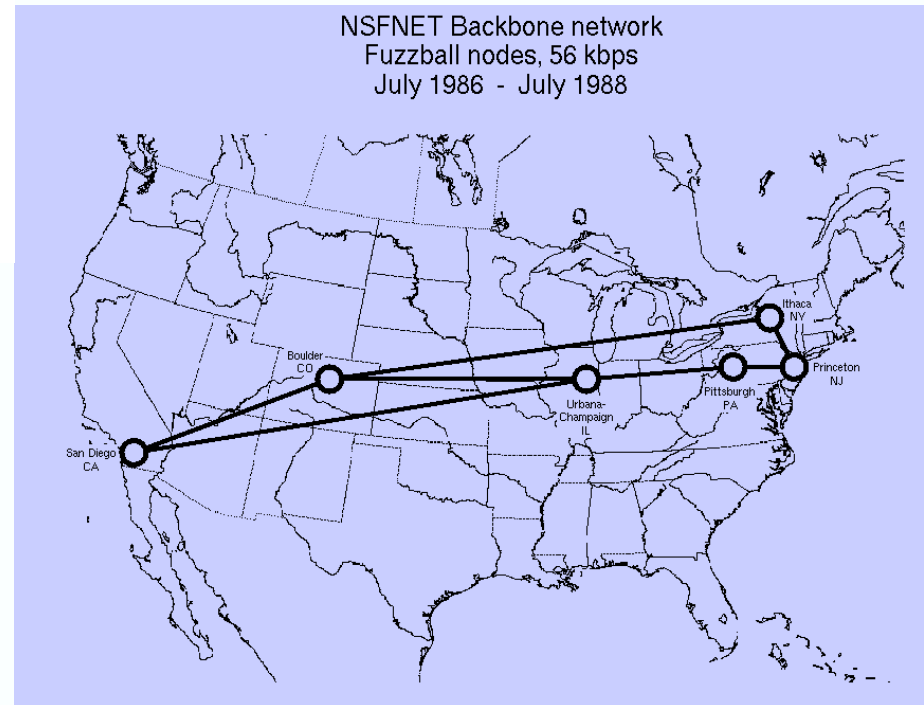 NSFNET Backbone network
Fuzzball nodes, 56 kbps
July 1986 - July 1988
Ithaca
NY
Boulder
CO
Princeton
NJ
Pittsburgh
PA
Urbana-
Champaign
IL
San Diego
CA